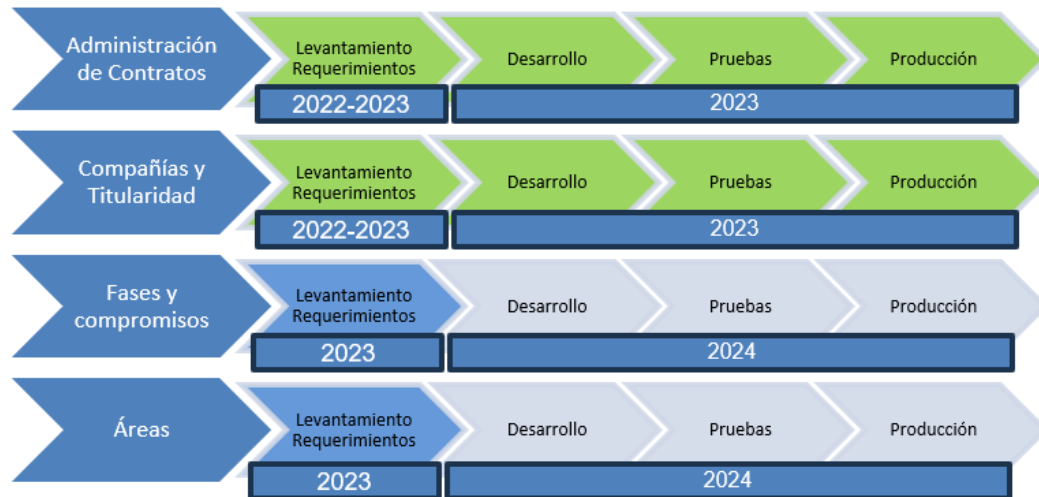 Administración
de Contratos
Levantamiento
Requerimientos
Desarrollo
Pruebas
Producción
2022-2023
2023
Compañías y
Titularidad
Levantamiento
Requerimientos
Desarrollo
Pruebas
Producción
2022-2023
2023
Fases y
compromisos
Levantamiento
Requerimientos
Desarrollo
Pruebas
Producción
2023
2024
Áreas
Levantamiento
Requerimientos
Desarrollo
Pruebas
Producción
2023
2024